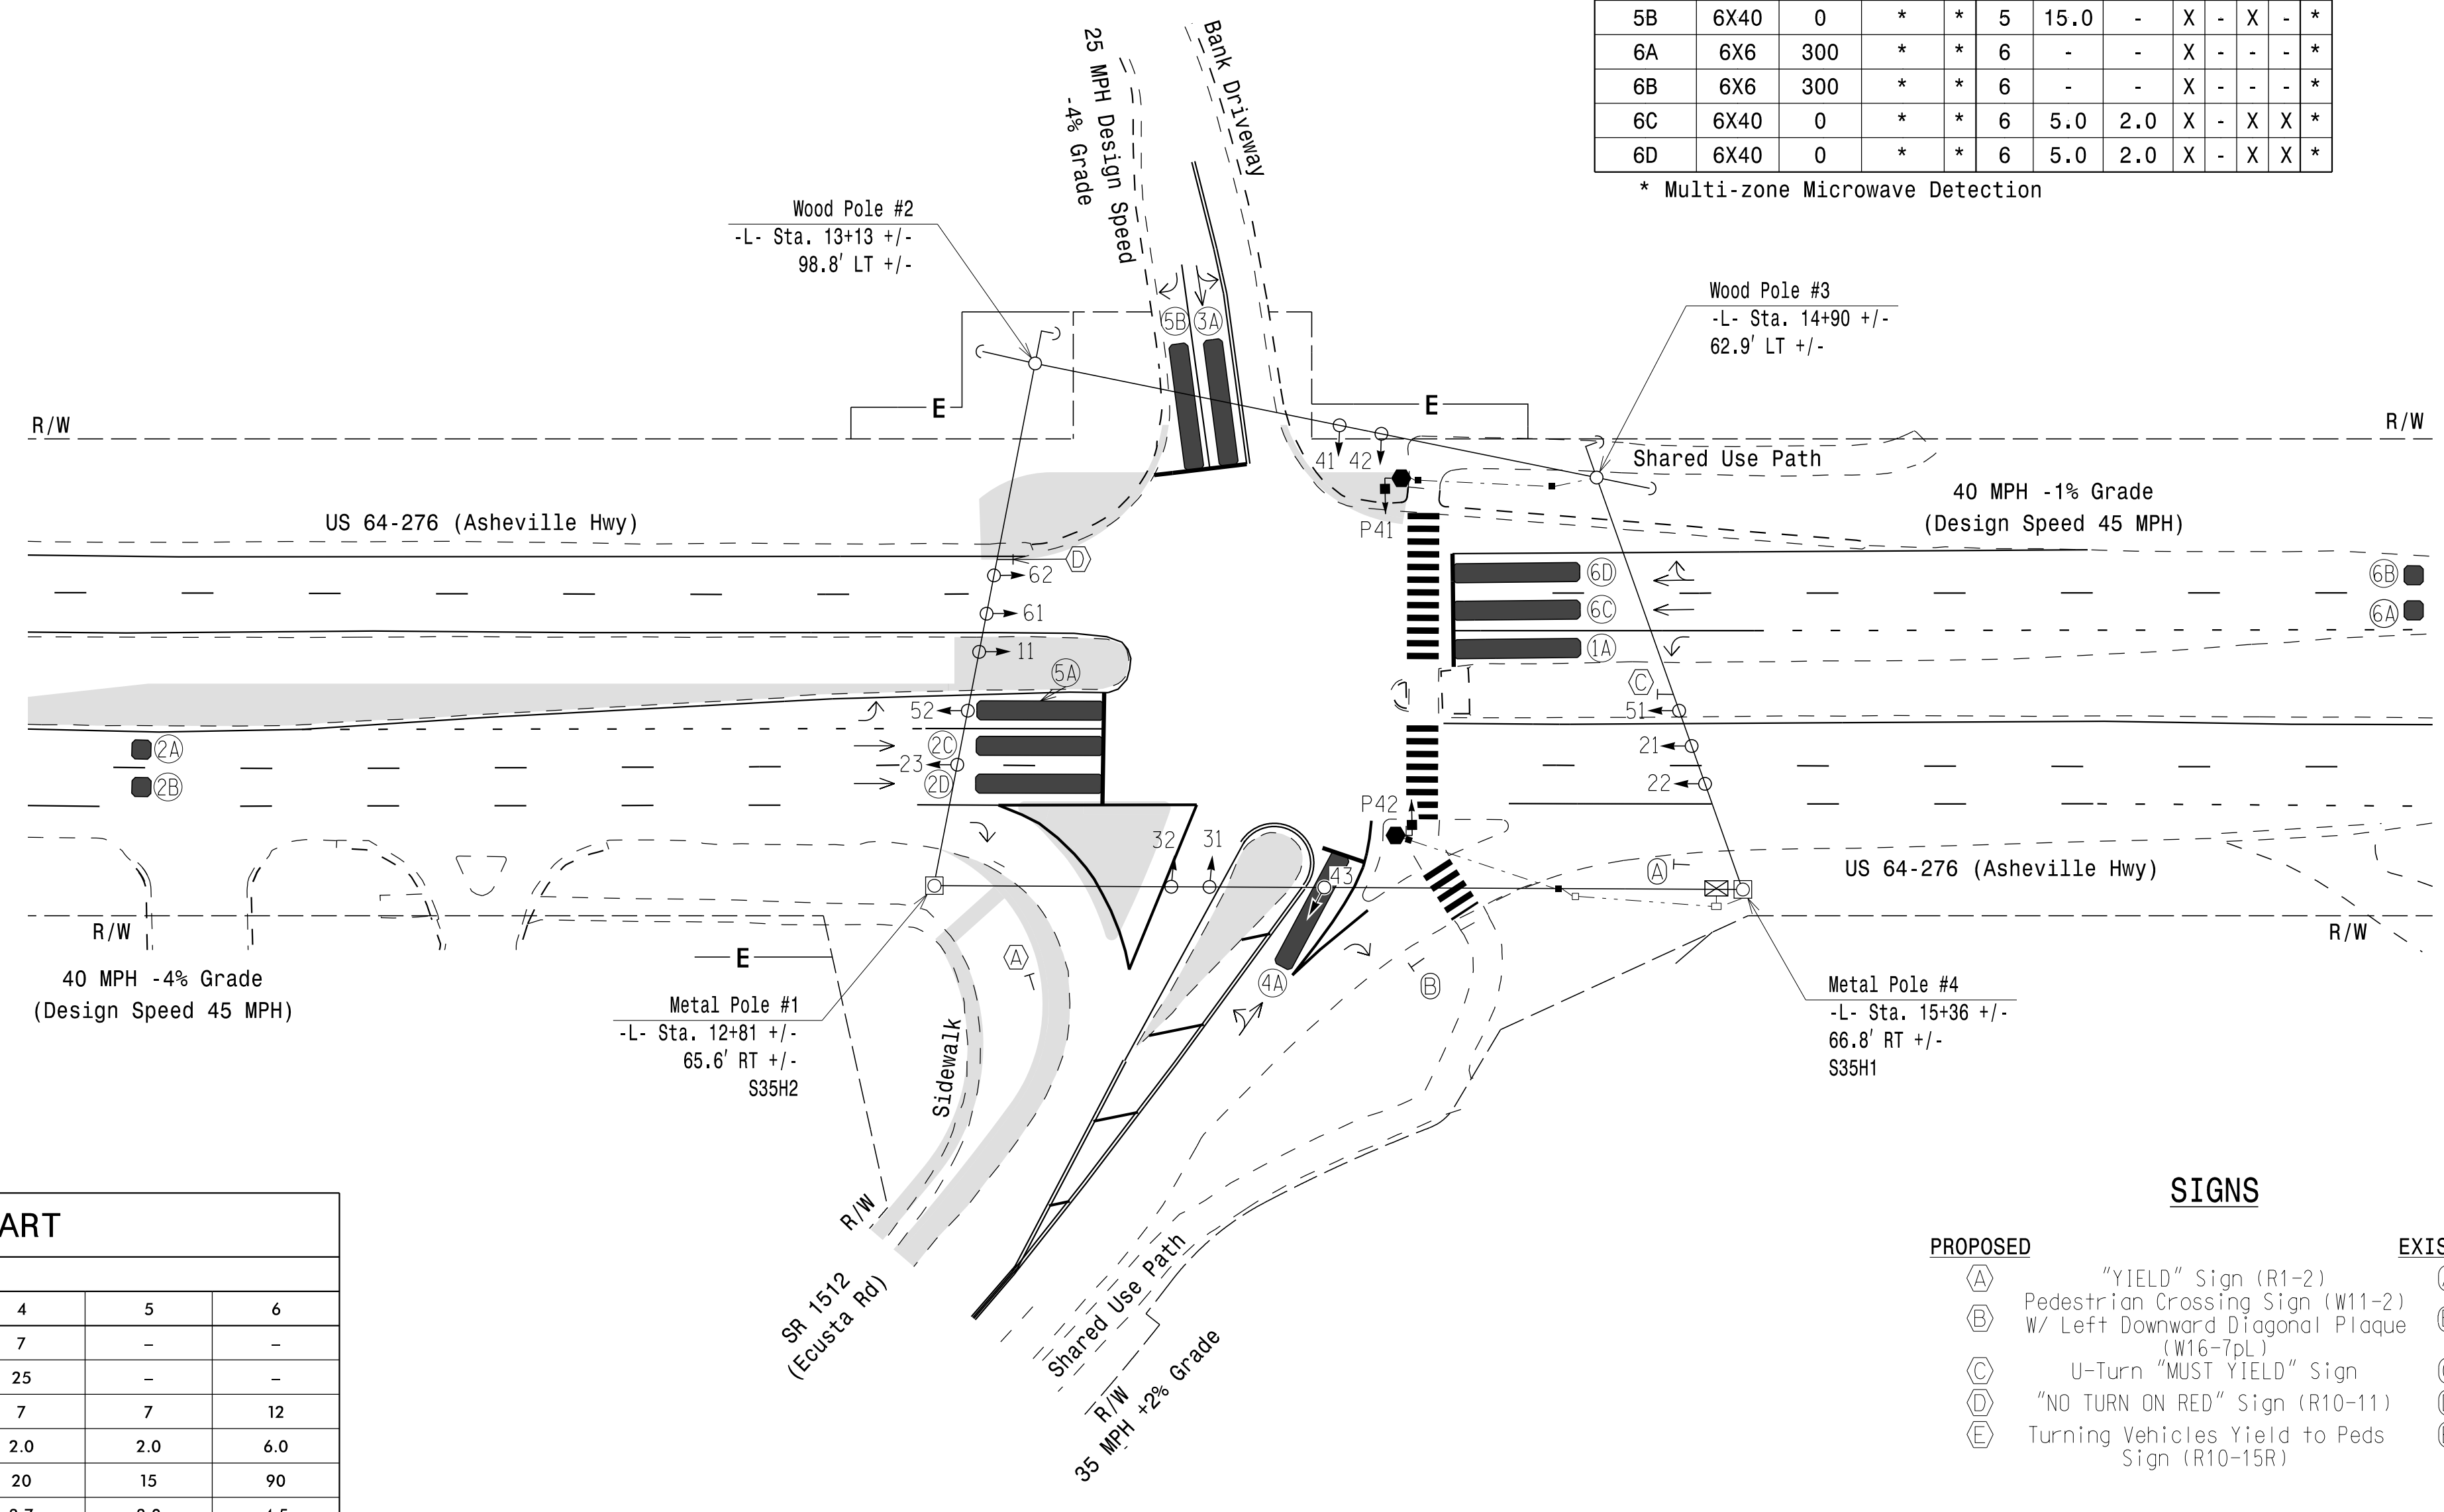 5B 6X40 0 * * 5 15.0 - X - X - *
6A 6X6 300 * * 6 - - X - - - *
6B 6X6 300 * * 6 - - X - - - *
6C 6X40 0 * * 6 5.0 2.0 X - X X *
6D 6X40 0 * * 6 5.0 2.0 X - X X *
* Multi-zone Microwave Detection
25 MPH Design Speed
-4% Grade
Bank Driveway
Wood Pole #2
-L- Sta. 13+13 +/-
98.8' LT +/-
Wood Pole #3
-L- Sta. 14+90 +/-
62.9' LT +/-
5B 3A
E
E
R/W
R/W
41 42
Shared Use Path
P41
US 64-276 (Asheville Hwy)
40 MPH -1% Grade
(Design Speed 45 MPH)
D
62
6D
6B
61
6C
6A
11
1A
5A
C
52
51
2A
2C
21
23
2B
2D
22
P42
32 31
43
A
US 64-276 (Asheville Hwy)
R/W
R/W
E
A
4A
B
40 MPH -4% Grade
(Design Speed 45 MPH)
Metal Pole #1
-L- Sta. 12+81 +/-
65.6' RT +/-
S35H2
Metal Pole #4
-L- Sta. 15+36 +/-
66.8' RT +/-
S35H1
Sidewalk
R/W
SR 1512
(Ecusta Rd)
Shared Use Path
R/W
35 MPH +2% Grade
ART
4 5 6
7 – –
25 – –
7 7 12
2.0 2.0 6.0
20 15 90
SIGNS
PROPOSED
EXIS
A "YIELD" Sign (R1-2)
B Pedestrian Crossing Sign (W11-2)
W/ Left Downward Diagonal Plaque
(W16-7pL)
C U-Turn "MUST YIELD" Sign
D "NO TURN ON RED" Sign (R10-11)
E Turning Vehicles Yield to Peds
Sign (R10-15R)